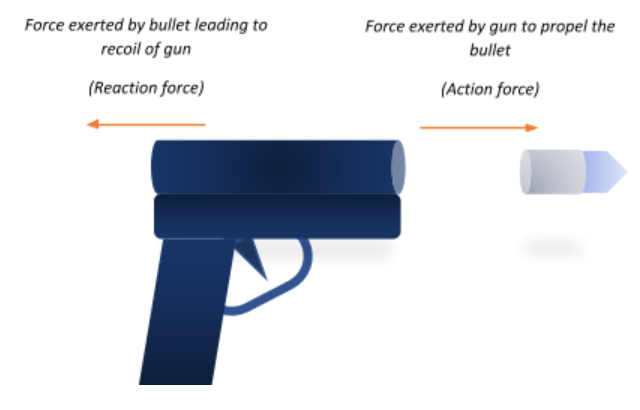 Force exerted by bullet leading to
recoil of gun
(Reaction force)
Force exerted by gun to propel the
bullet
(Action force)